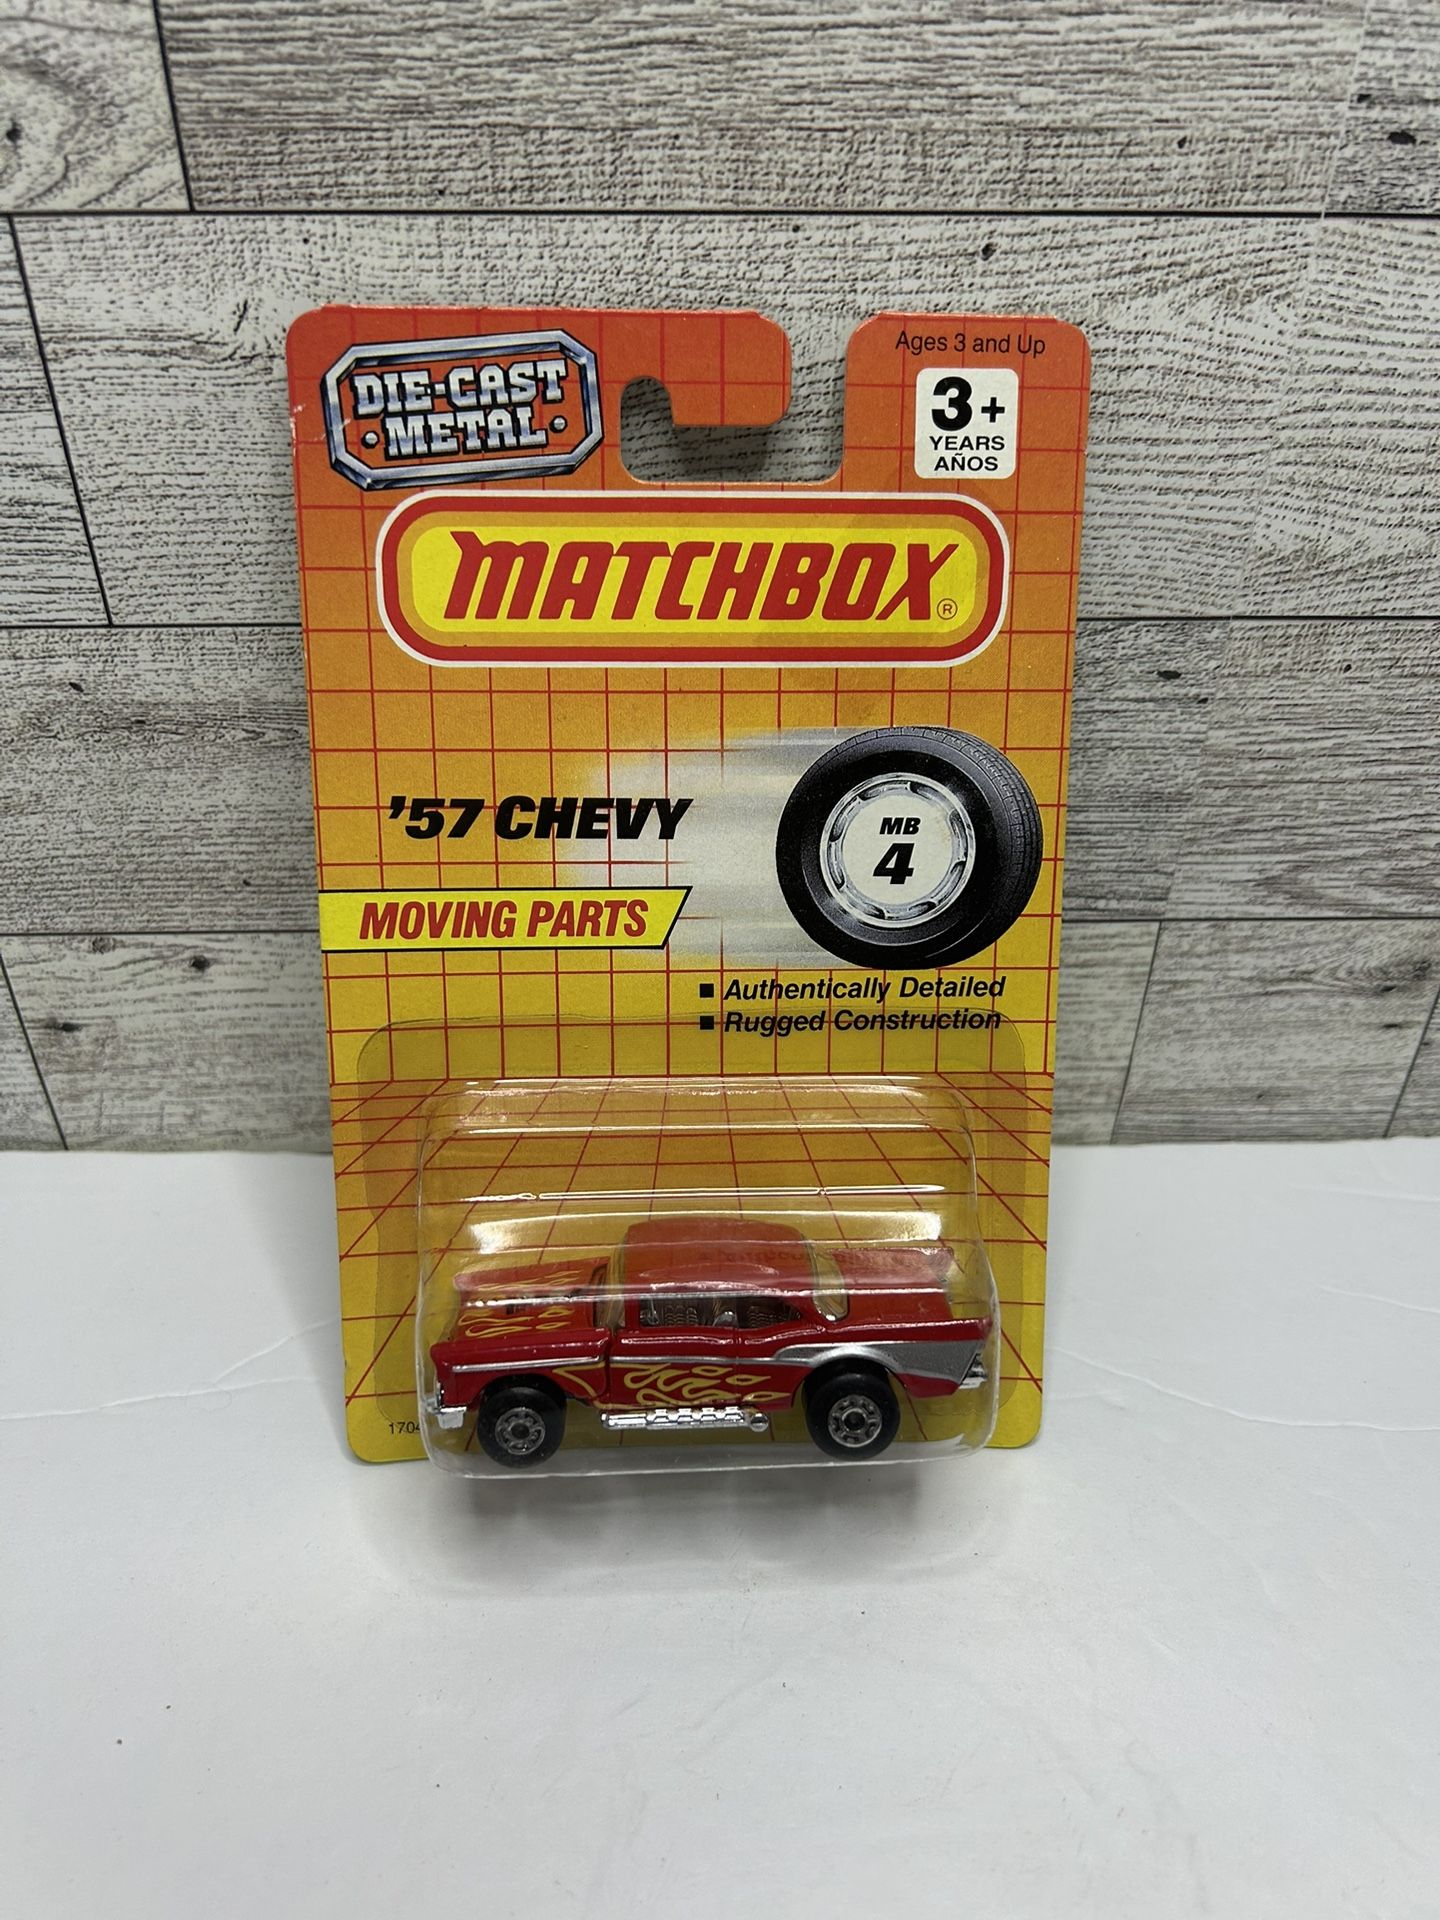 DIE-CAST
• METAL •
Ages 3 and Up
3+
YEARS
AÑOS
MATCHBOX®
'57 CHEVY
MB
4
MOVING PARTS
■ Authentically Detailed
■ Rugged Construction